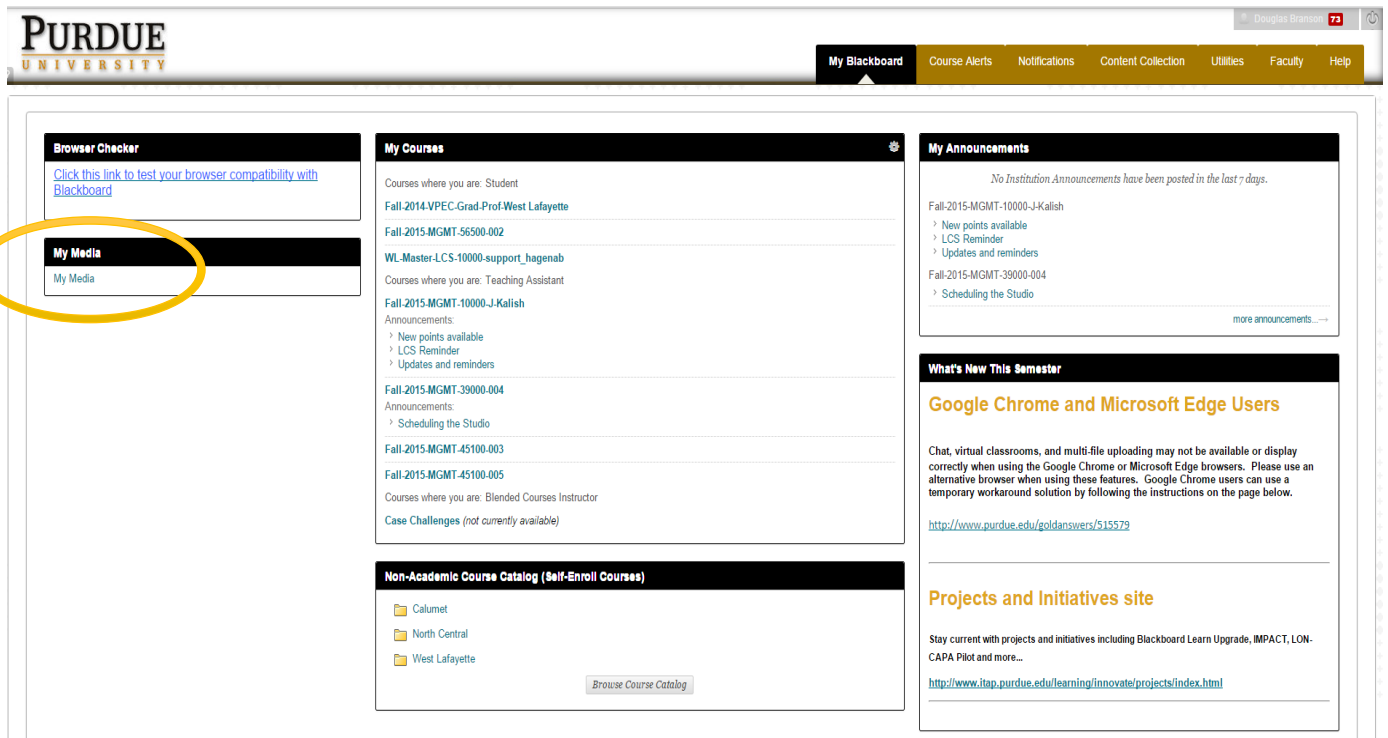 PURDUE
UNIVERSITY
Douglas Branson 73
My Blackboard Course Alerts Notifications Content Collection Utilities Faculty Help
Browser Checker
Click this link to test your browser compatibility with
Blackboard
My Media
My Media
My Courses
Courses where you are: Student
Fall-2014-VPEC-Grad-Prof-West Lafayette
Fall-2015-MGMT-56500-002
WL-Master-LCS-10000-support_hagenab
Courses where you are: Teaching Assistant
Fall-2015-MGMT-10000-J-Kalish
Announcements:
New points available
LCS Reminder
Updates and reminders
Fall-2015-MGMT-39000-004
Announcements:
Scheduling the Studio
Fall-2015-MGMT-45100-003
Fall-2015-MGMT-45100-005
Courses where you are: Blended Courses Instructor
Case Challenges (not currently available)
Non-Academic Course Catalog (Self-Enroll Courses)
Calumet
North Central
West Lafayette
Browse Course Catalog
My Announcements
No Institution Announcements have been posted in the last 7 days.
Fall-2015-MGMT-10000-J-Kalish
New points available
LCS Reminder
Updates and reminders
Fall-2015-MGMT-39000-004
Scheduling the Studio
more announcements...→
What's New This Semester
Google Chrome and Microsoft Edge Users
Chat, virtual classrooms, and multi-file uploading may not be available or display
correctly when using the Google Chrome or Microsoft Edge browsers. Please use an
alternative browser when using these features. Google Chrome users can use a
temporary workaround solution by following the instructions on the page below.
http://www.purdue.edu/goldanswers/515579
Projects and Initiatives site
Stay current with projects and initiatives including Blackboard Learn Upgrade, IMPACT, LON-
CAPA Pilot and more...
http://www.itap.purdue.edu/learning/innovate/projects/index.html